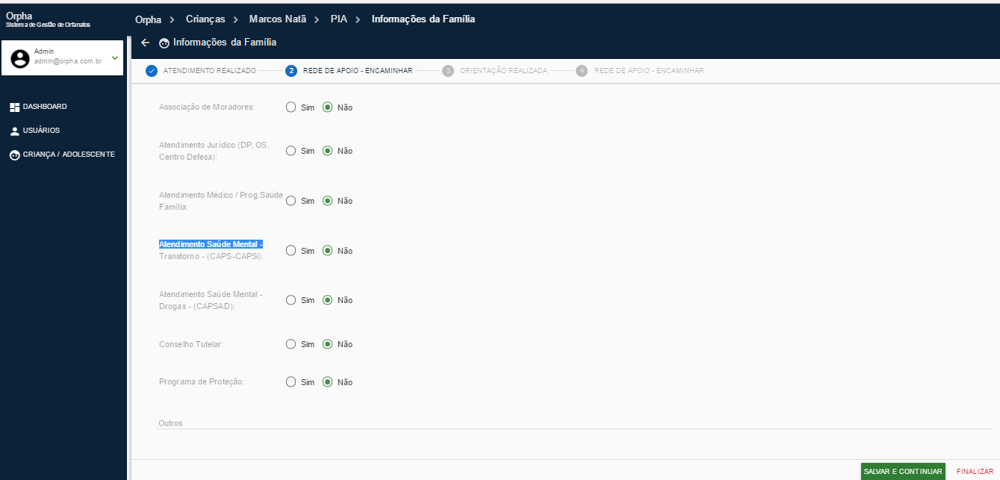 Orpha
Sistema de Gestão de Orfanatos
Admin
admin@orpha.com.br
DASHBOARD
USUÁRIOS
CRIANÇA / ADOLESCENTE
Orpha > Crianças > Marcos Natã > PIA > Informações da Família
Informações da Família
ATENDIMENTO REALIZADO 2 REDE DE APOIO - ENCAMINHAR 3 ORIENTAÇÃO REALIZADA 4 REDE DE APOIO - ENCAMINHAR
Associação de Moradores: Sim Não
Atendimento Jurídico (DP, OS,
Centro Defesa): Sim Não
Atendimento Médico / Prog.Saúde
Família: Sim Não
Atendimento Saúde Mental -
Transtorno - (CAPS-CAPSi): Sim Não
Atendimento Saúde Mental -
Drogas - (CAPSAD): Sim Não
Conselho Tutelar: Sim Não
Programa de Proteção: Sim Não
Outros
SALVAR E CONTINUAR FINALIZAR